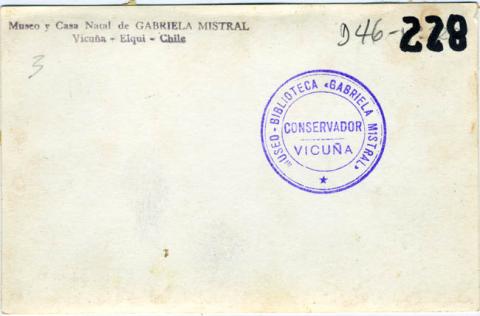 Museo y Casa Natal de GABRIELA MISTRAL
Vicuña - Elqui - Chile
D46-
228
3
MUSEO-BIBLIOTECA «GABRIELA MISTRAL»
CONSERVADOR
VICUÑA